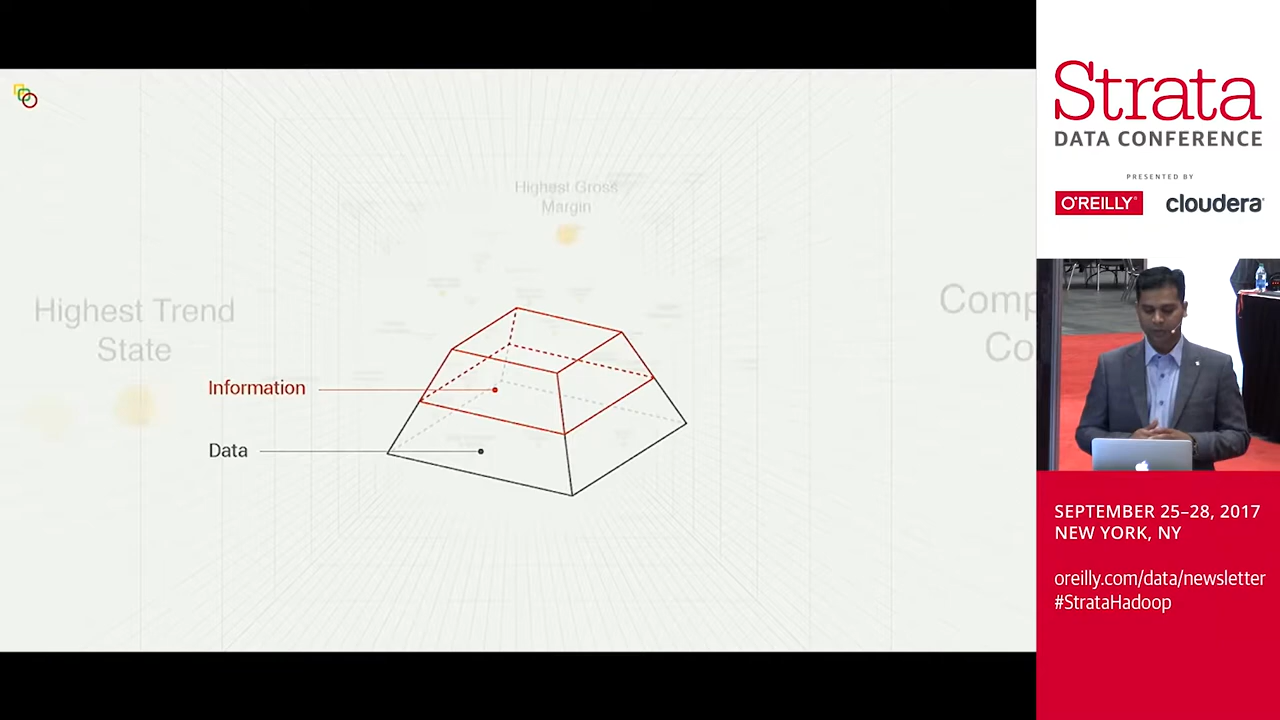 Highest Gross
Margin
Highest Trend
State
Information
Data
Strata
DATA CONFERENCE
PRESENTED BY
O'REILLY®
cloudera
SEPTEMBER 25–28, 2017
NEW YORK, NY
oreilly.com/data/newsletter
#StrataHadoop